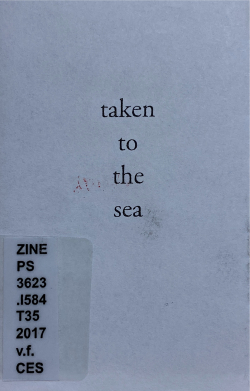 taken
to
the
sea
ZINE
PS
3623
.I584
T35
2017
v.f.
CES